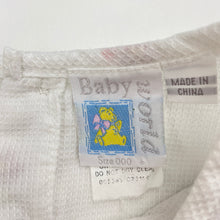 Baby
world
Size 000
MADE IN
CHINA
DO NOT DRY CLEAN